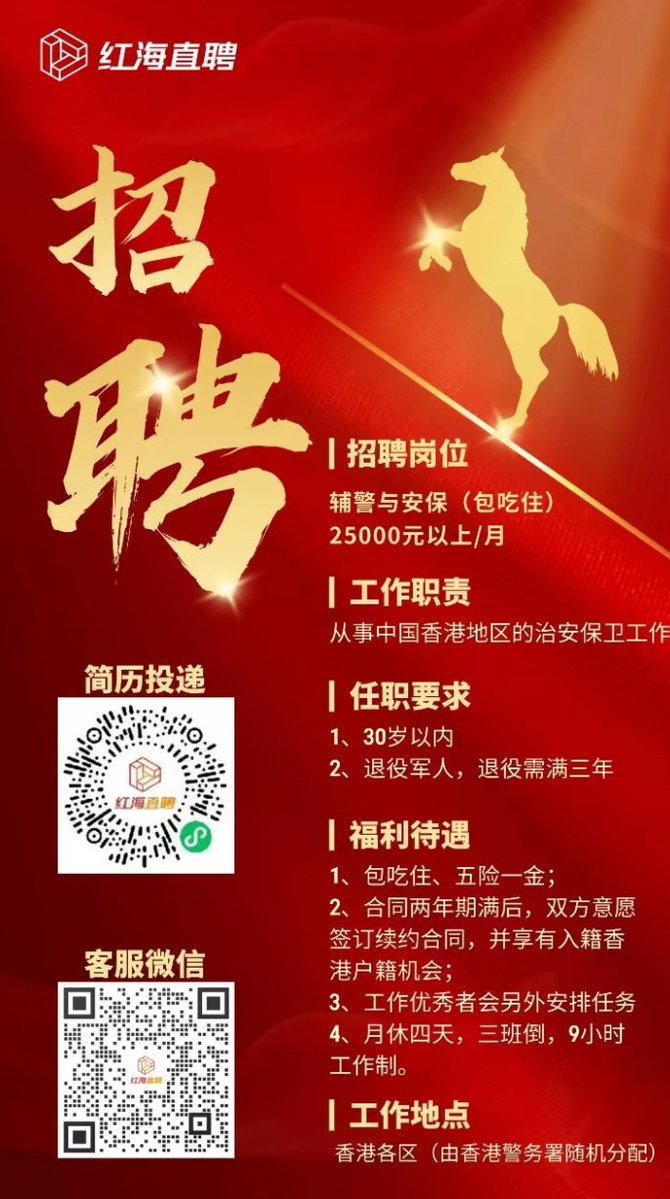 红海直聘
招
聘
招聘岗位
辅警与安保（包吃住）
25000元以上/月
工作职责
从事中国香港地区的治安保卫工作
任职要求
1、30岁以内
2、退役军人，退役需满三年
福利待遇
1、包吃住、五险一金；
2、合同两年期满后，双方意愿
签订续约合同，并享有入籍香
港户籍机会；
3、工作优秀者会另外安排任务
4、月休四天，三班倒，9小时
工作制。
工作地点
香港各区（由香港警务署随机分配）
简历投递
红海直聘
客服微信
红海直聘